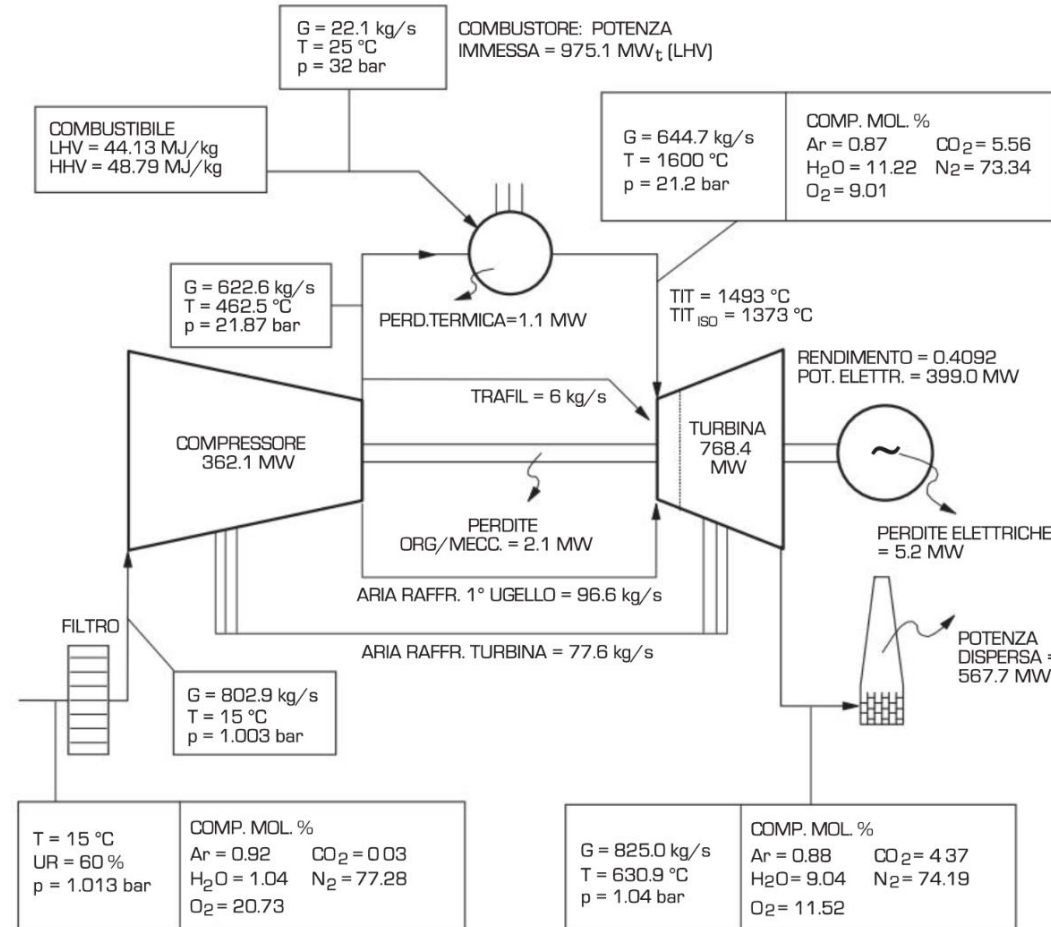 G = 22.1 kg/s
T = 25 °C
p = 32 bar
COMBUSTORE: POTENZA
IMMESSA = 975.1 MWt (LHV)
COMBUSTIBILE
LHV = 44.13 MJ/kg
HHV = 48.79 MJ/kg
G = 644.7 kg/s
T = 1600 °C
p = 21.2 bar
COMP. MOL. %
Ar = 0.87 CO2 = 5.56
H2O = 11.22 N2 = 73.34
O2 = 9.01
G = 622.6 kg/s
T = 462.5 °C
p = 21.87 bar
PERD.TERMICA=1.1 MW
TIT = 1493 °C
TIT ISO = 1373 °C
RENDIMENTO = 0.4092
POT. ELETTR. = 399.0 MW
TRAFIL = 6 kg/s
COMPRESSORE
362.1 MW
TURBINA
768.4
MW
~
PERDITE
ORG/MECC. = 2.1 MW
PERDITE ELETTRICHE
= 5.2 MW
ARIA RAFFR. 1° UGELLO = 96.6 kg/s
FILTRO
ARIA RAFFR. TURBINA = 77.6 kg/s
POTENZA
DISPERSA =
567.7 MW
G = 802.9 kg/s
T = 15 °C
p = 1.003 bar
T = 15 °C
UR = 60 %
p = 1.013 bar
COMP. MOL. %
Ar = 0.92 CO2 = 0 03
H2O = 1.04 N2 = 77.28
O2 = 20.73
G = 825.0 kg/s
T = 630.9 °C
p = 1.04 bar
COMP. MOL. %
Ar = 0.88 CO2 = 4 37
H2O = 9.04 N2 = 74.19
O2 = 11.52